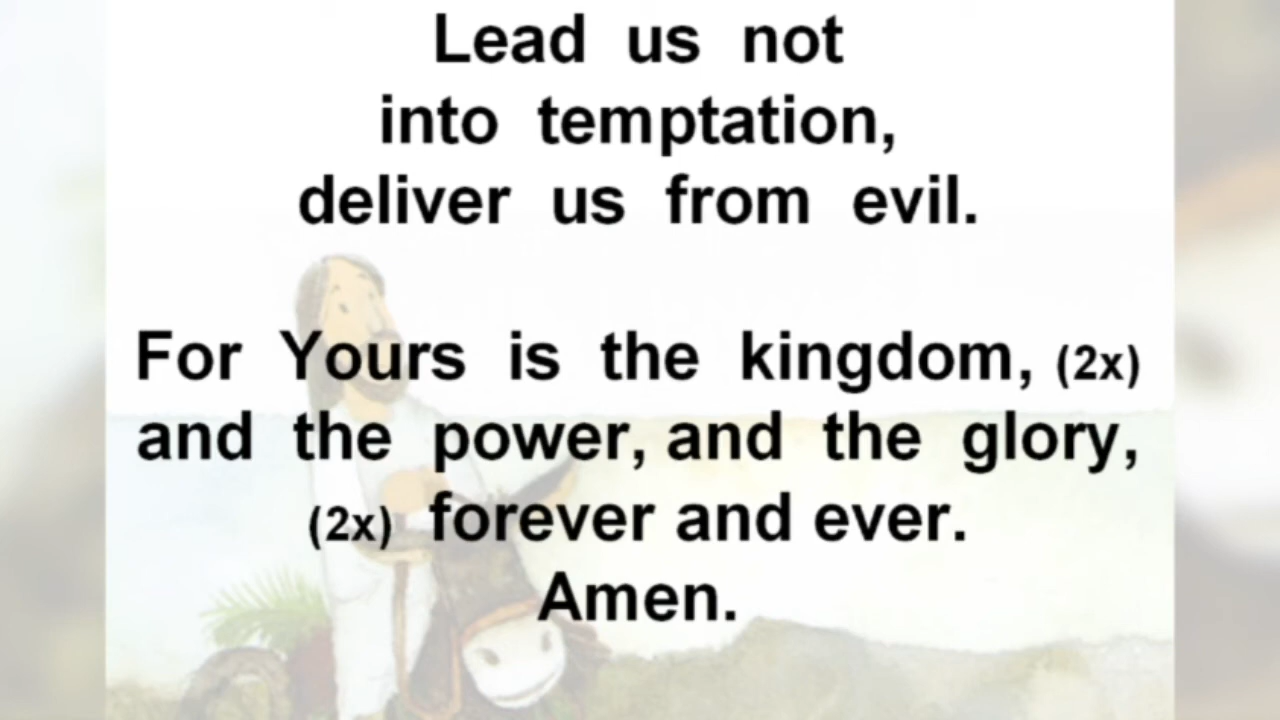 Lead us not
into temptation,
deliver us from evil.
For Yours is the kingdom, (2x)
and the power, and the glory,
(2x) forever and ever.
Amen.